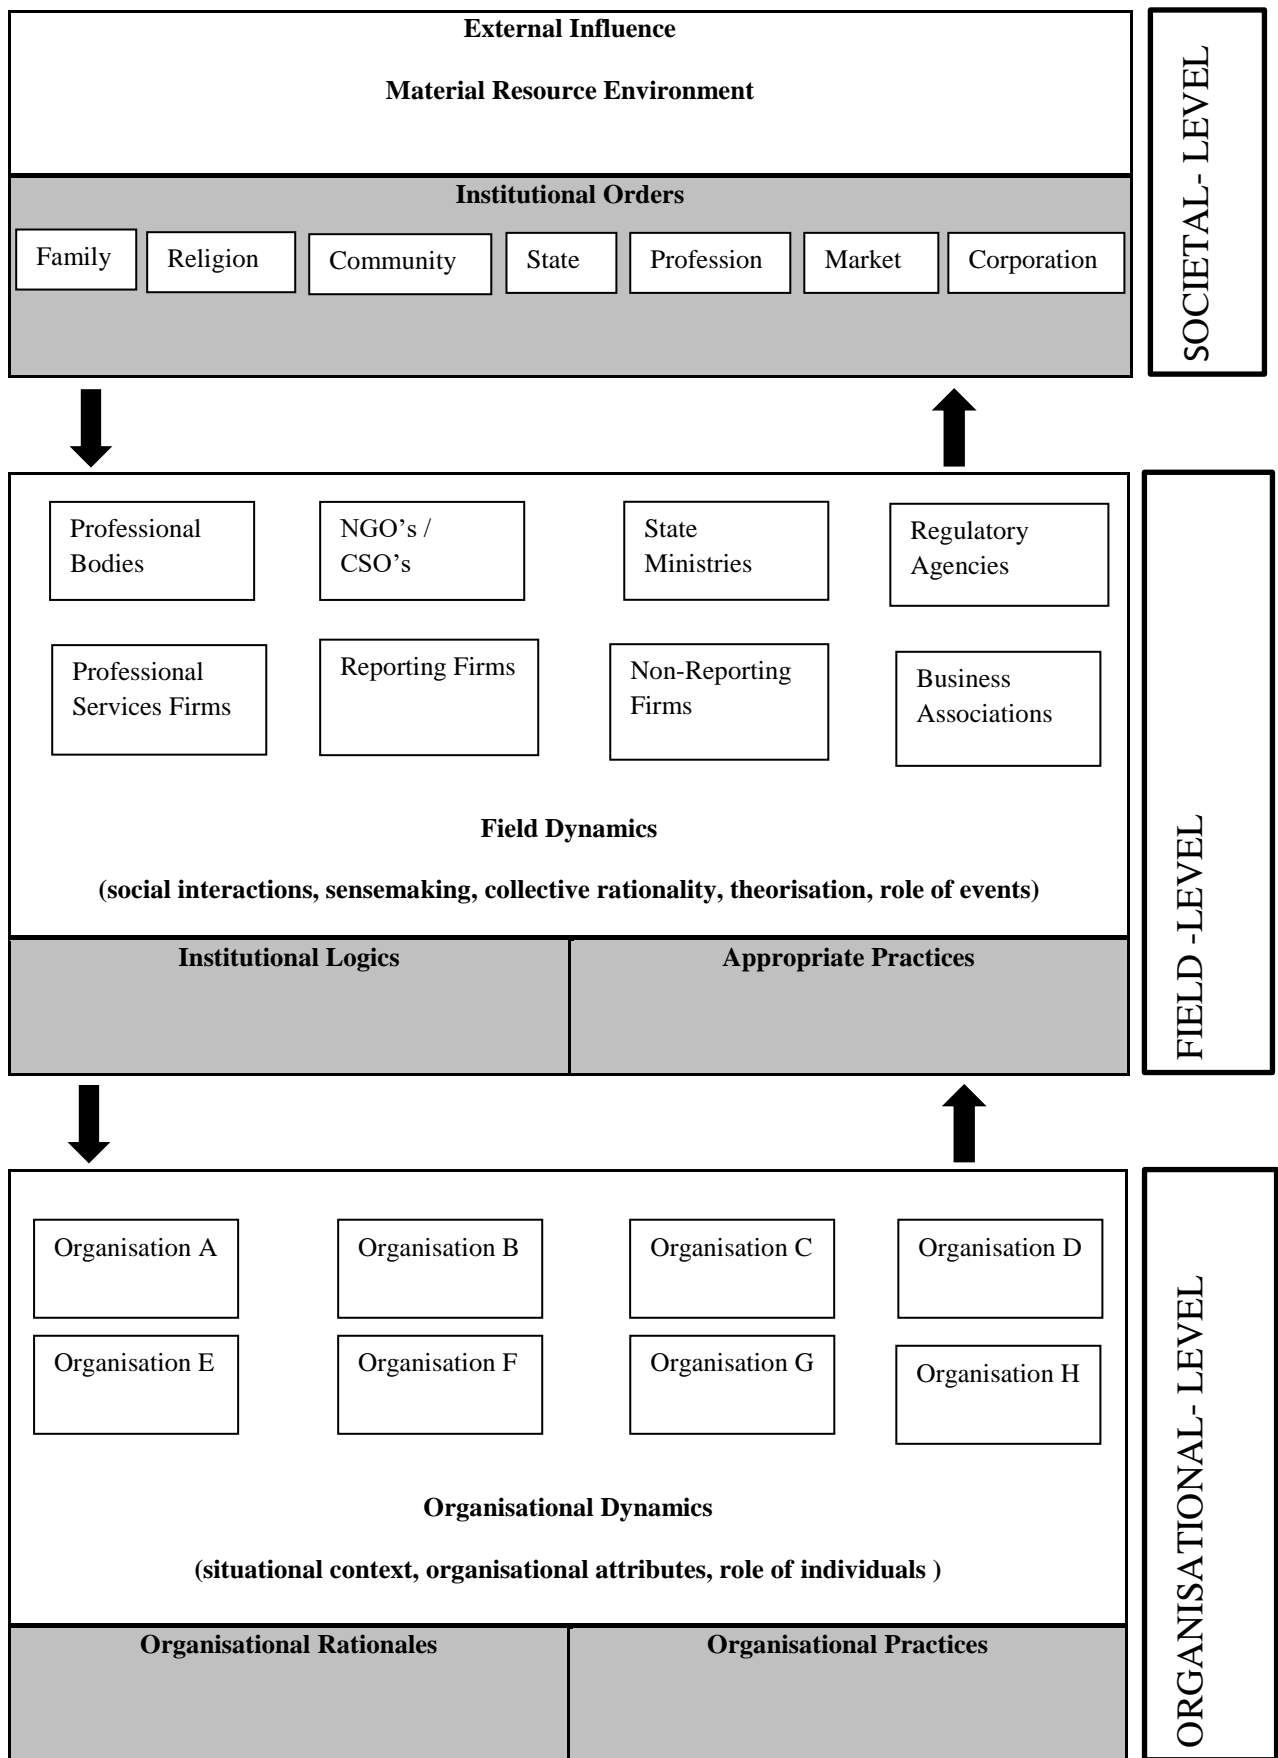 External Influence
Material Resource Environment
Institutional Orders
Family
Religion
Community
State
Profession
Market
Corporation
SOCIETAL- LEVEL
Professional
Bodies
NGO’s /
CSO’s
State
Ministries
Regulatory
Agencies
Professional
Services Firms
Reporting Firms
Non-Reporting
Firms
Business
Associations
Field Dynamics
(social interactions, sensemaking, collective rationality, theorisation, role of events)
Institutional Logics
Appropriate Practices
FIELD -LEVEL
Organisation A
Organisation B
Organisation C
Organisation D
Organisation E
Organisation F
Organisation G
Organisation H
Organisational Dynamics
(situational context, organisational attributes, role of individuals )
Organisational Rationales
Organisational Practices
ORGANISATIONAL- LEVEL